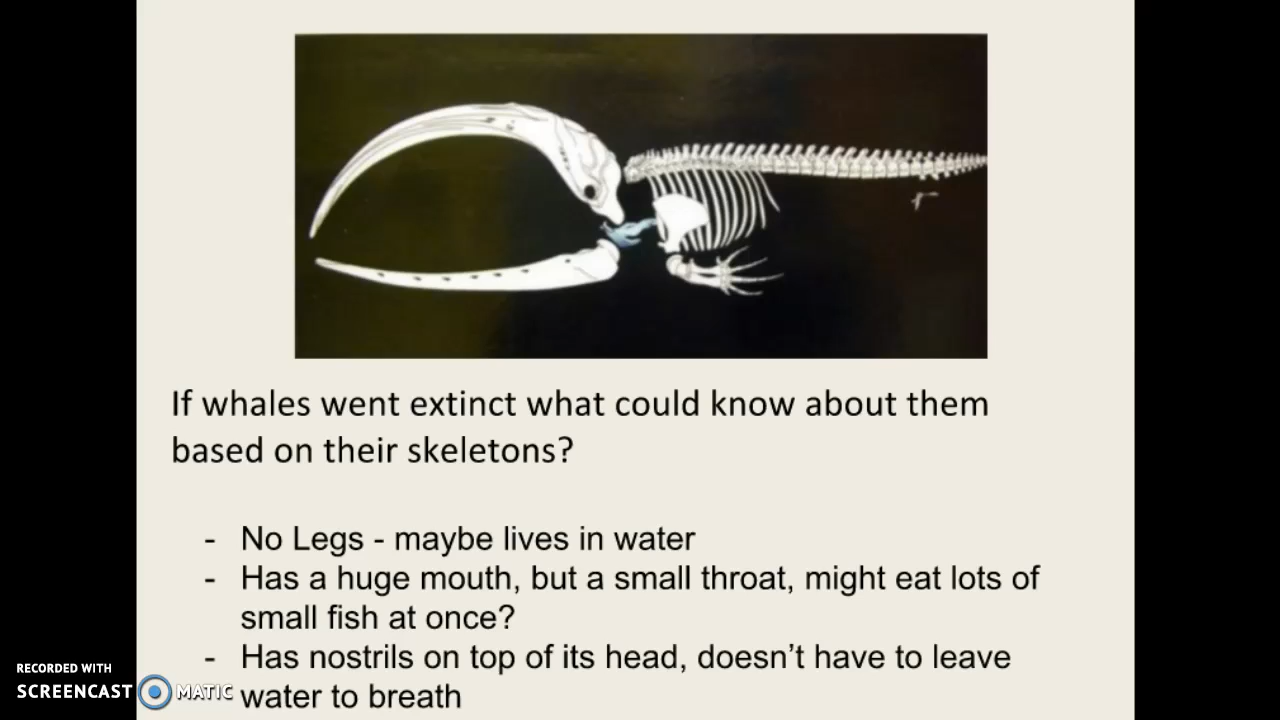 If whales went extinct what could know about them
based on their skeletons?
- No Legs - maybe lives in water
- Has a huge mouth, but a small throat, might eat lots of
small fish at once?
- Has nostrils on top of its head, doesn't have to leave
water to breath
RECORDED WITH
SCREENCAST MATIC